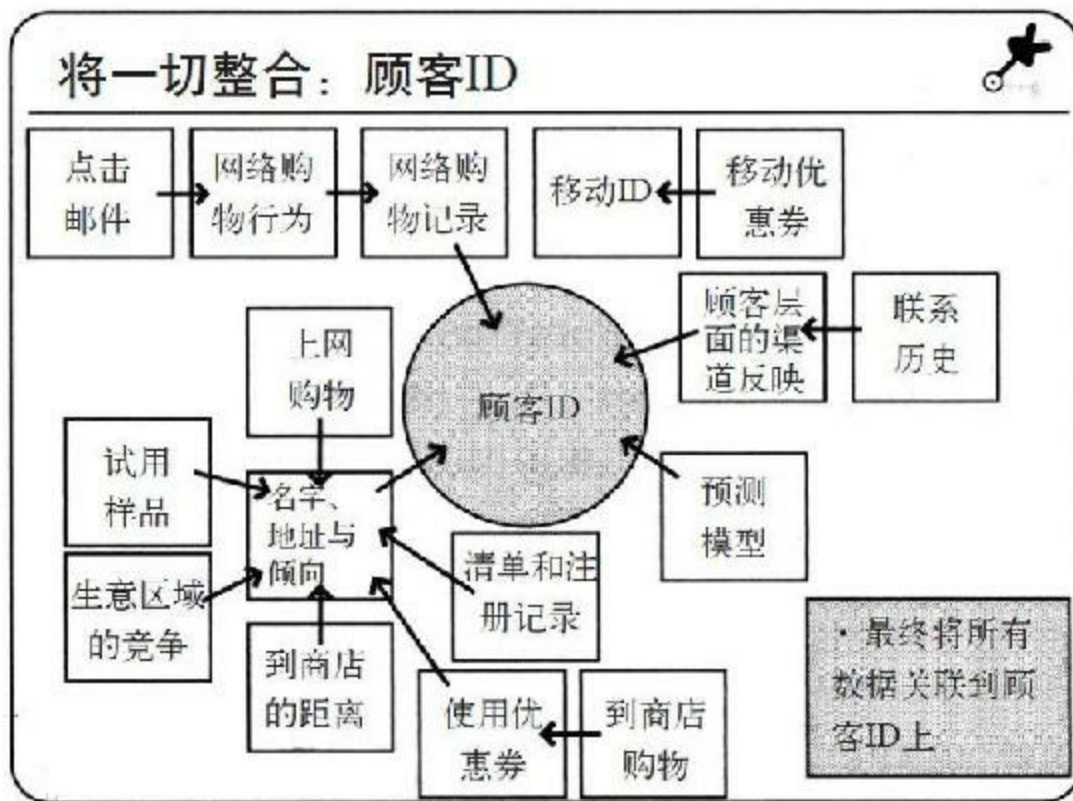 将一切整合：顾客ID
点击
邮件
网络购
物行为
网络购
物记录
移动ID
移动优
惠券
顾客层
面的渠
道反映
联系
历史
上网
购物
顾客ID
试用
样品
名字、
地址与
倾向
预测
模型
清单和注
册记录
生意区域
的竞争
到商店
的距离
使用优
惠券
到商店
购物
·最终将所有
数据关联到顾
客ID上